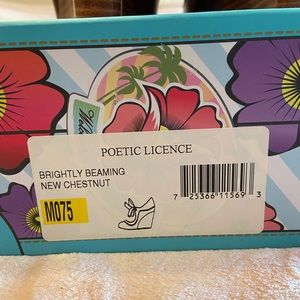 POETIC LICENCE
BRIGHTLY BEAMING
NEW CHESTNUT
M075
7 25366 11569 3